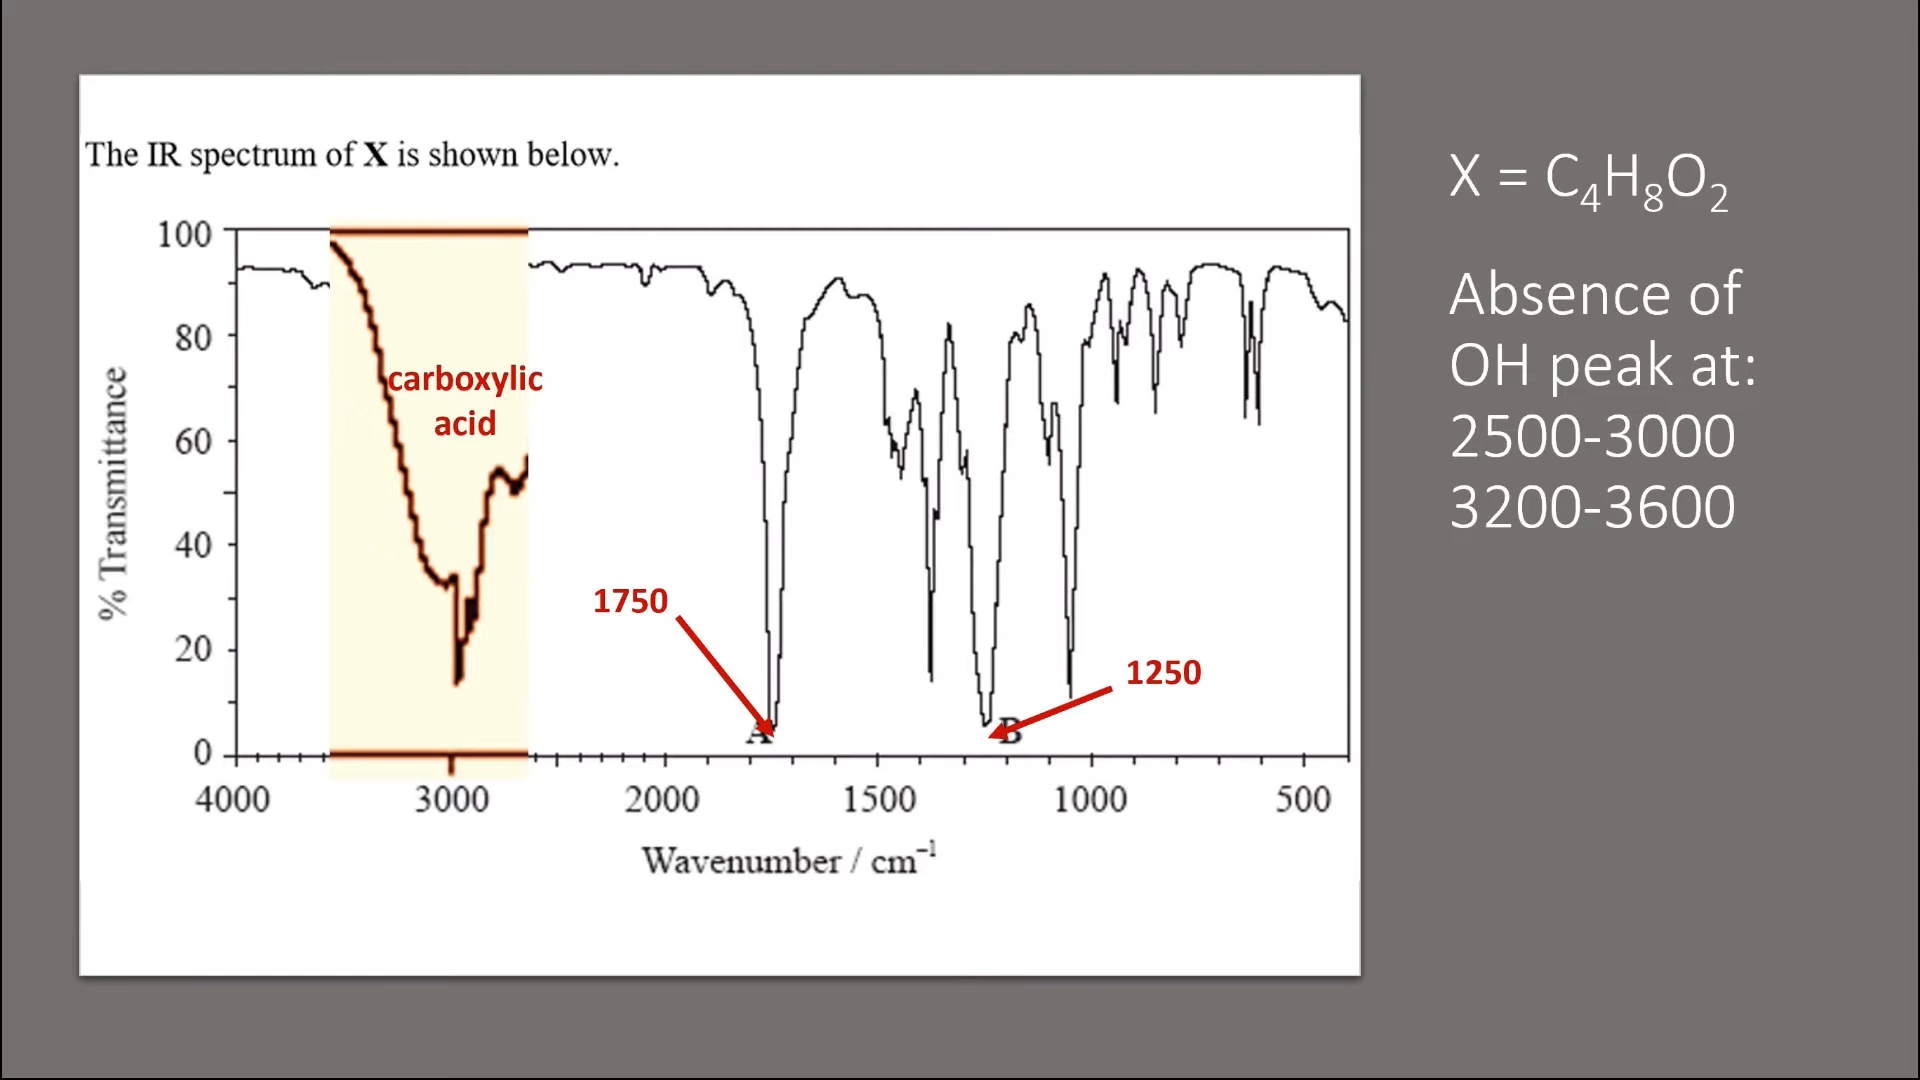 The IR spectrum of X is shown below.
100
80
60
40
20
0
% Transmittance
carboxylic
acid
1750
A
1250
B
4000 3000 2000 1500 1000 500
Wavenumber / cm⁻¹
X = C₄H₈O₂
Absence of
OH peak at:
2500-3000
3200-3600